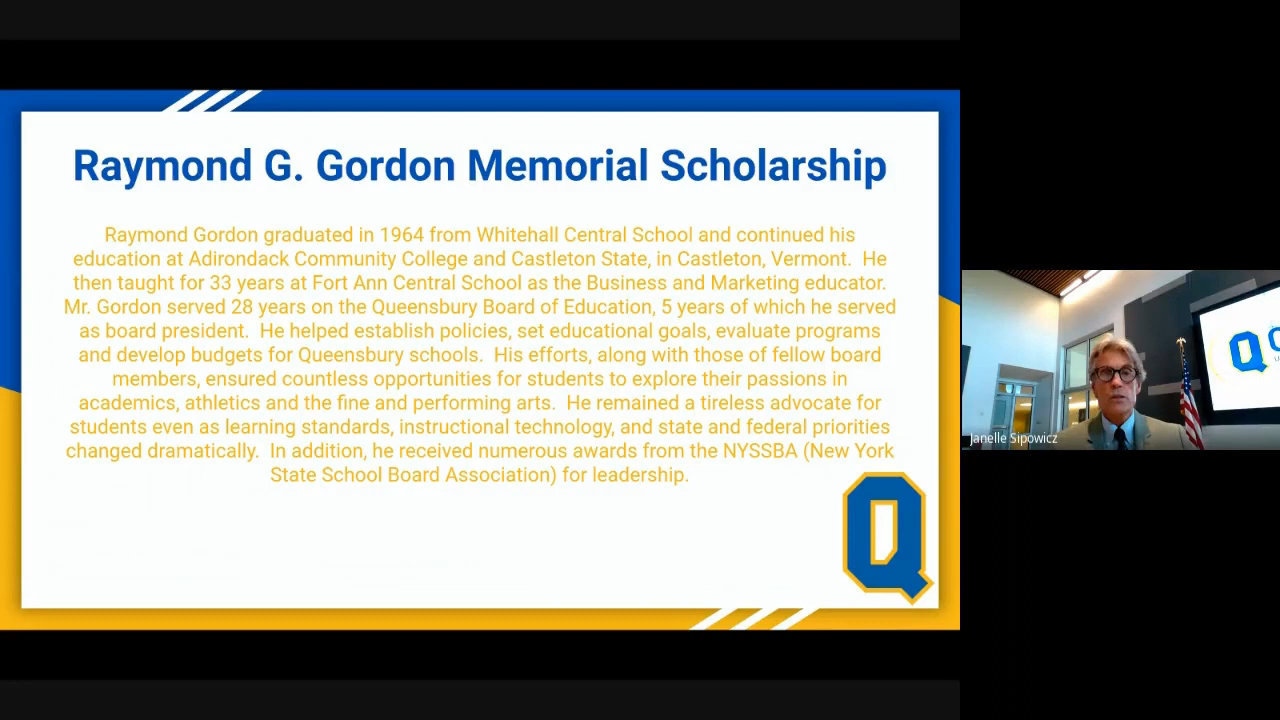 Raymond G. Gordon Memorial Scholarship
Raymond Gordon graduated in 1964 from Whitehall Central School and continued his
education at Adirondack Community College and Castleton State, in Castleton, Vermont.  He
then taught for 33 years at Fort Ann Central School as the Business and Marketing educator.
Mr. Gordon served 28 years on the Queensbury Board of Education, 5 years of which he served
as board president.  He helped establish policies, set educational goals, evaluate programs
and develop budgets for Queensbury schools.  His efforts, along with those of fellow board
members, ensured countless opportunities for students to explore their passions in
academics, athletics and the fine and performing arts.  He remained a tireless advocate for
students even as learning standards, instructional technology, and state and federal priorities
changed dramatically.  In addition, he received numerous awards from the NYSSBA (New York
State School Board Association) for leadership.
Q
Q
Janelle Sipowicz